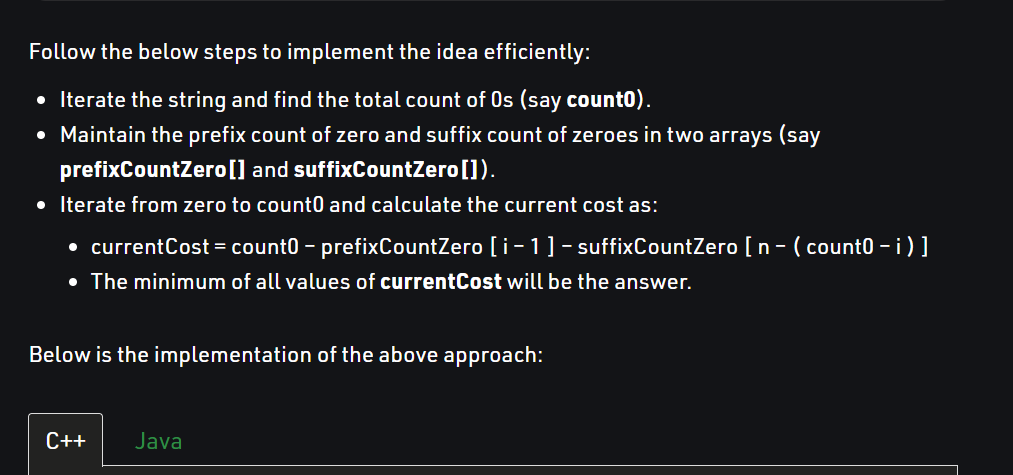 Follow the below steps to implement the idea efficiently:
• Iterate the string and find the total count of 0s (say count0).
• Maintain the prefix count of zero and suffix count of zeroes in two arrays (say
prefixCountZero[] and suffixCountZero[]).
• Iterate from zero to count0 and calculate the current cost as:
• currentCost = count0 – prefixCountZero [ i – 1 ] – suffixCountZero [ n – ( count0 – i ) ]
• The minimum of all values of currentCost will be the answer.
Below is the implementation of the above approach:
C++ Java